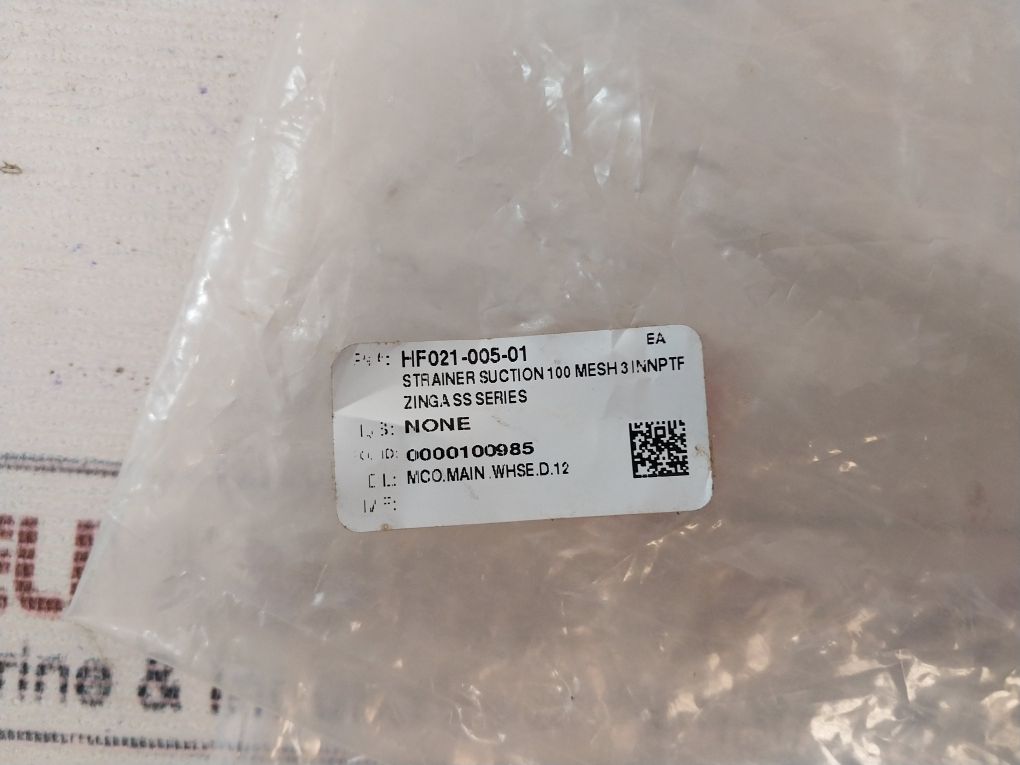 EA
HF021-005-01
STRAINER SUCTION 100 MESH 3 INNPTF
ZINGA SS SERIES
NONE
ID: 0000100985
MCO.MAIN.WHSE.D.12
&